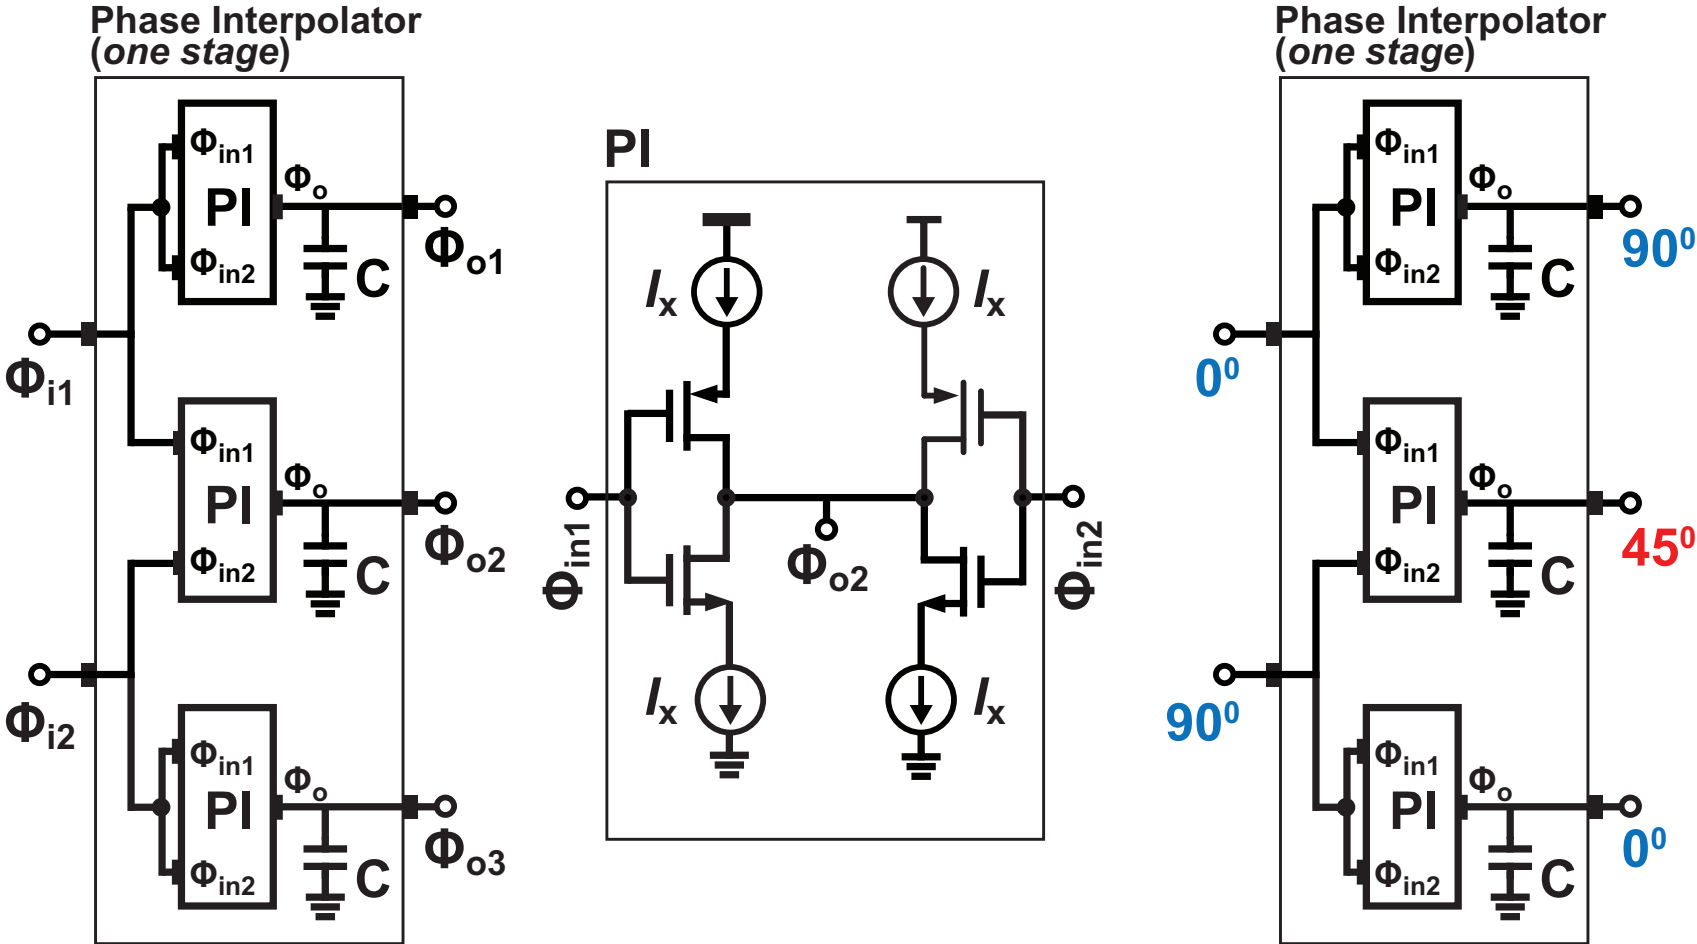 Phase Interpolator
(one stage)
Φin1
PI
Φin2
Φo
C
Φo1
Φi1
Φin1
PI
Φin2
Φo
C
Φo2
Φi2
Φin1
PI
Φin2
Φo
C
Φo3
PI
Ix
Ix
Φin1
Φo2
Φin2
Ix
Ix
Phase Interpolator
(one stage)
Φin1
PI
Φin2
Φo
C
90⁰
0⁰
Φin1
PI
Φin2
Φo
C
45⁰
90⁰
Φin1
PI
Φin2
Φo
C
0⁰